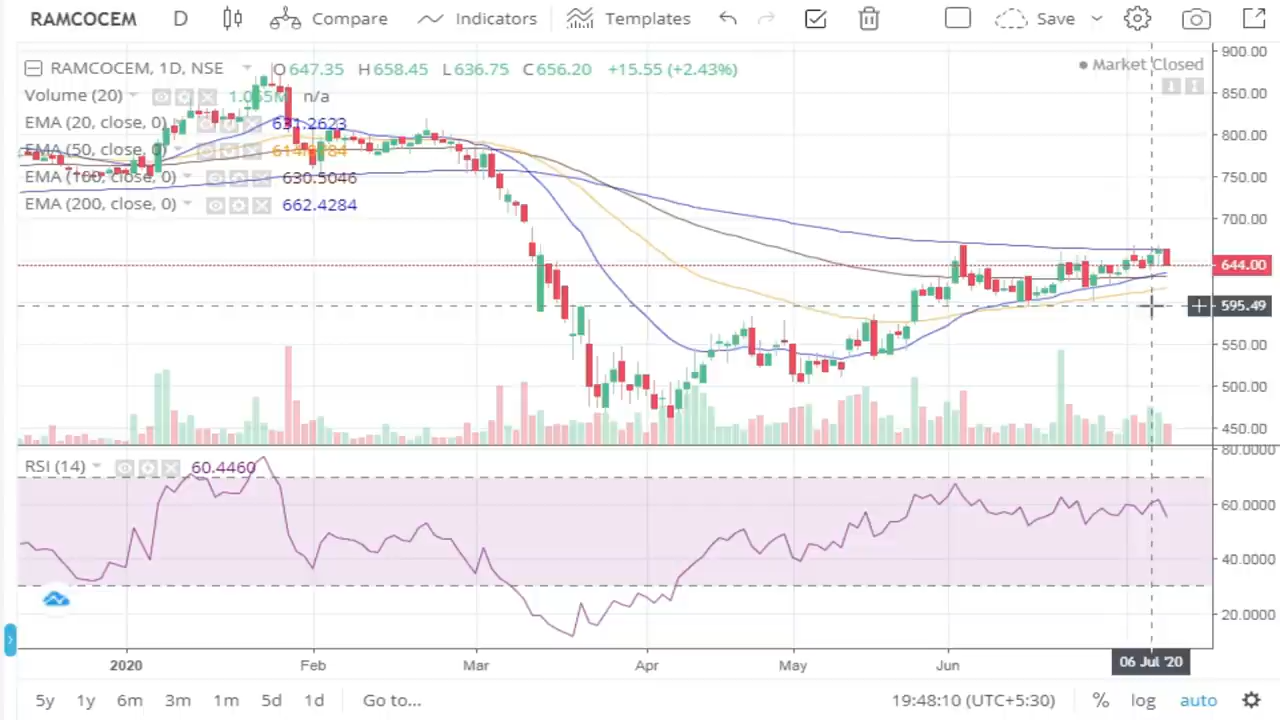 RAMCOCEM D Compare Indicators Templates Save
RAMCOCEM, 1D, NSE O647.35 H658.45 L636.75 C656.20 +15.55 (+2.43%)
Market Closed
Volume (20) n/a
EMA (20, close, 0) 631.2623
EMA (50, close, 0)
EMA (100, close, 0) 630.5046
EMA (200, close, 0) 662.4284
900.00
850.00
800.00
750.00
700.00
644.00
595.49
550.00
500.00
450.00
RSI (14) 60.4460
80.0000
60.0000
40.0000
20.0000
2020 Feb Mar Apr May Jun 06 Jul '20
5y 1y 6m 3m 1m 5d 1d Go to... 19:48:10 (UTC+5:30) % log auto